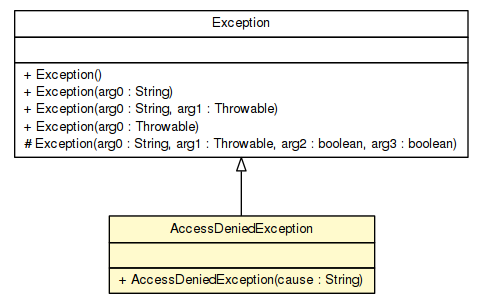 Exception
+ Exception()
+ Exception(arg0 : String)
+ Exception(arg0 : String, arg1 : Throwable)
+ Exception(arg0 : Throwable)
# Exception(arg0 : String, arg1 : Throwable, arg2 : boolean, arg3 : boolean)
AccessDeniedException
+ AccessDeniedException(cause : String)